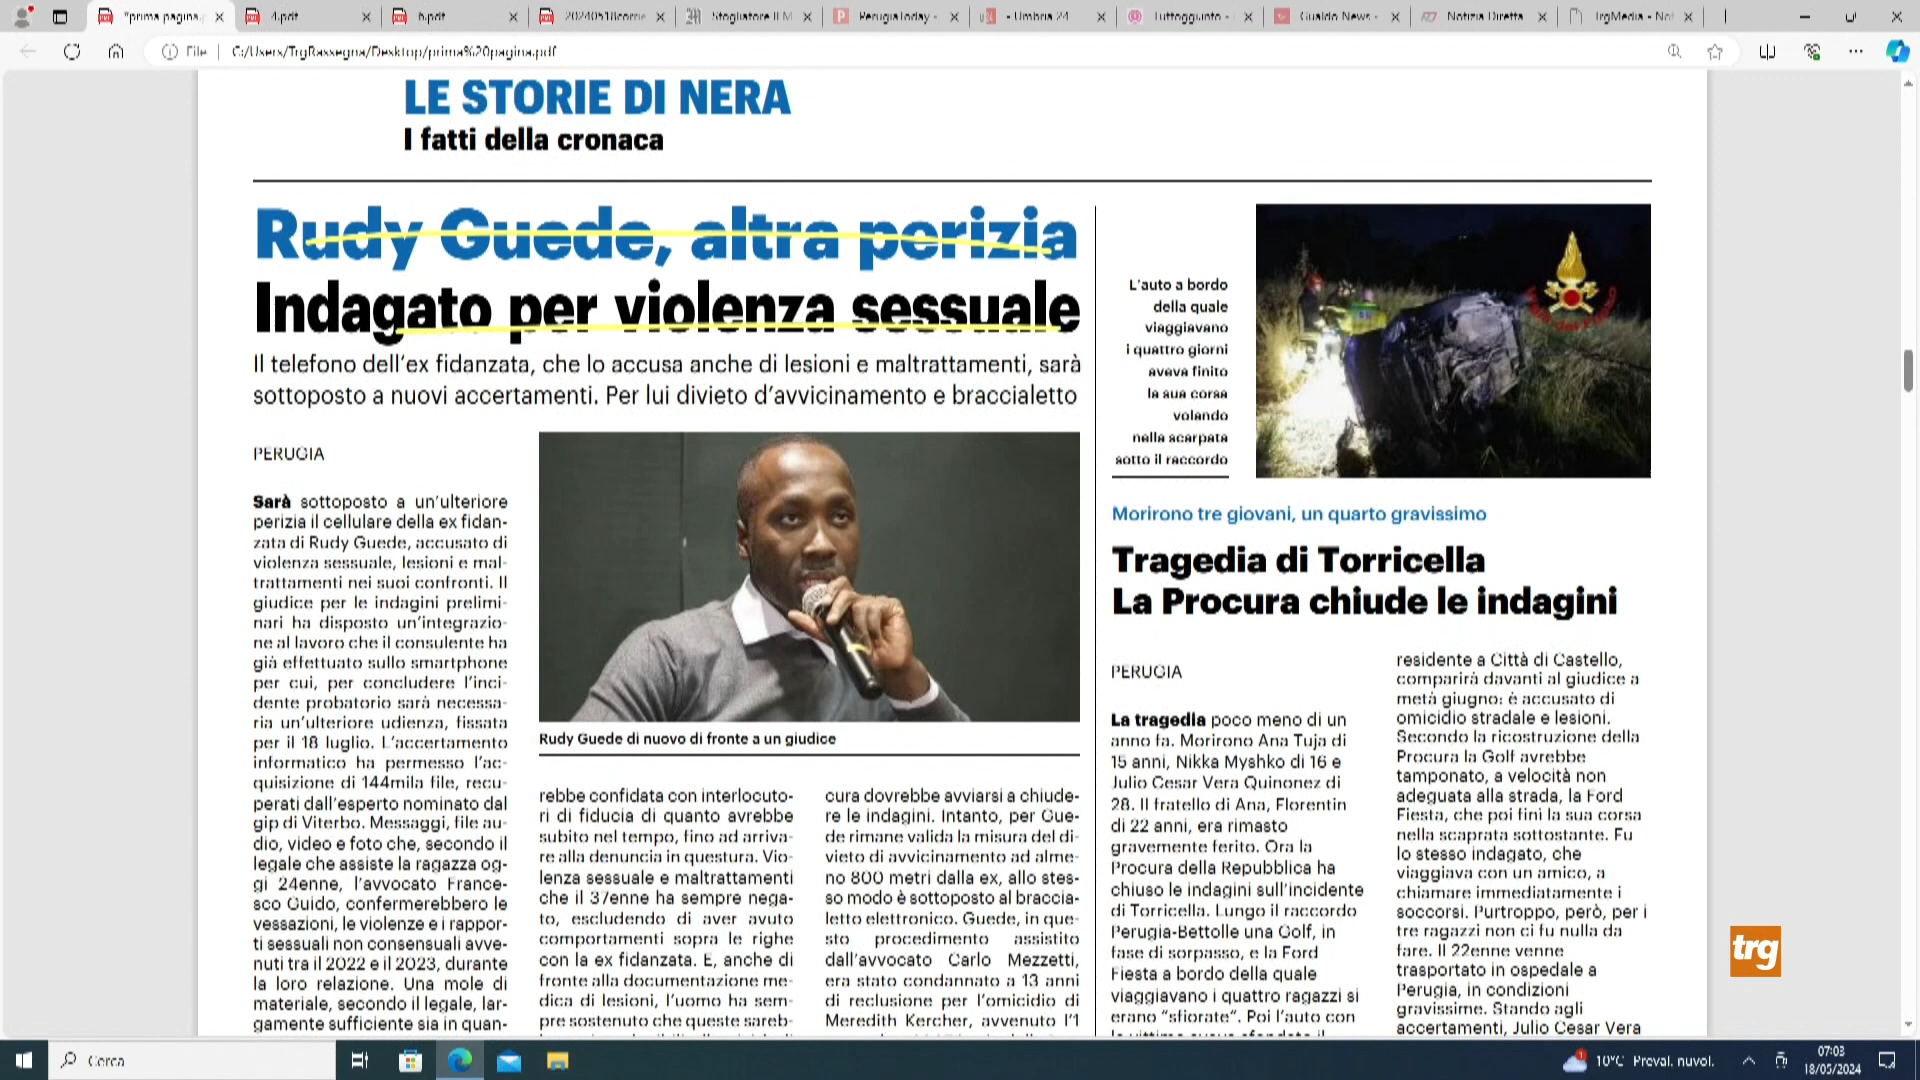 *prima pagina.p
4.pdf
6.pdf
20240518corrie
Sfogliatore Il M
PerugiaToday -
- Umbria 24
Tuttoggi.info -
Gualdo News -
Notizia Diretta
TrgMedia - Not
File
C:/Users/TrgRassegna/Desktop/prima%20pagina.pdf
LE STORIE DI NERA
I fatti della cronaca
Rudy Guede, altra perizia
Indagato per violenza sessuale
Il telefono dell'ex fidanzata, che lo accusa anche di lesioni e maltrattamenti, sarà
sottoposto a nuovi accertamenti. Per lui divieto d'avvicinamento e braccialetto
PERUGIA
Sarà sottoposto a un'ulteriore
perizia il cellulare della ex fidan-
zata di Rudy Guede, accusato di
violenza sessuale, lesioni e mal-
trattamenti nei suoi confronti. Il
giudice per le indagini prelimi-
nari ha disposto un'integrazio-
ne al lavoro che il consulente ha
già effettuato sullo smartphone
per cui, per concludere l'inci-
dente probatorio sarà necessa-
ria un'ulteriore udienza, fissata
per il 18 luglio. L'accertamento
informatico ha permesso l'ac-
quisizione di 144mila file, recu-
perati dall'esperto nominato dal
gip di Viterbo. Messaggi, file au-
dio, video e foto che, secondo il
legale che assiste la ragazza og-
gi 24enne, l'avvocato France-
sco Guido, confermerebbero le
vessazioni, le violenze e i rappor-
ti sessuali non consensuali avve-
nuti tra il 2022 e il 2023, durante
la loro relazione. Una mole di
materiale, secondo il legale, lar-
gamente sufficiente sia in quan-
Rudy Guede di nuovo di fronte a un giudice
rebbe confidata con interlocuto-
ri di fiducia di quanto avrebbe
subito nel tempo, fino ad arriva-
re alla denuncia in questura. Vio-
lenza sessuale e maltrattamenti
che il 37enne ha sempre nega-
to, escludendo di aver avuto
comportamenti sopra le righe
con la ex fidanzata. E, anche di
fronte alla documentazione me-
dica di lesioni, l'uomo ha sem-
pre sostenuto che queste sareb-
cura dovrebbe avviarsi a chiude-
re le indagini. Intanto, per Gue-
de rimane valida la misura del di-
vieto di avvicinamento ad alme-
no 800 metri dalla ex, allo stes-
so modo è sottoposto al braccia-
letto elettronico. Guede, in que-
sto procedimento assistito
dall'avvocato Carlo Mezzetti,
era stato condannato a 13 anni
di reclusione per l'omicidio di
Meredith Kercher, avvenuto l'1
L'auto a bordo
della quale
viaggiavano
i quattro giorni
aveva finito
la sua corsa
volando
nella scarpata
sotto il raccordo
Morirono tre giovani, un quarto gravissimo
Tragedia di Torricella
La Procura chiude le indagini
PERUGIA
La tragedia poco meno di un
anno fa. Morirono Ana Tuja di
15 anni, Nikka Myshko di 16 e
Julio Cesar Vera Quinonez di
28. Il fratello di Ana, Florentin
di 22 anni, era rimasto
gravemente ferito. Ora la
Procura della Repubblica ha
chiuso le indagini sull'incidente
di Torricella. Lungo il raccordo
Perugia-Bettolle una Golf, in
fase di sorpasso, e la Ford
Fiesta a bordo della quale
viaggiavano i quattro ragazzi si
erano "sfiorate". Poi l'auto con
residente a Città di Castello,
comparirà davanti al giudice a
metà giugno: è accusato di
omicidio stradale e lesioni.
Secondo la ricostruzione della
Procura la Golf avrebbe
tamponato, a velocità non
adeguata alla strada, la Ford
Fiesta, che poi finì la sua corsa
nella scaprata sottostante. Fu
lo stesso indagato, che
viaggiava con un amico, a
chiamare immediatamente i
soccorsi. Purtroppo, però, per i
tre ragazzi non ci fu nulla da
fare. Il 22enne venne
trasportato in ospedale a
Perugia, in condizioni
gravissime. Stando agli
accertamenti, Julio Cesar Vera
trg
Cerca
10°C Preval. nuvol.
07:03
18/05/2024